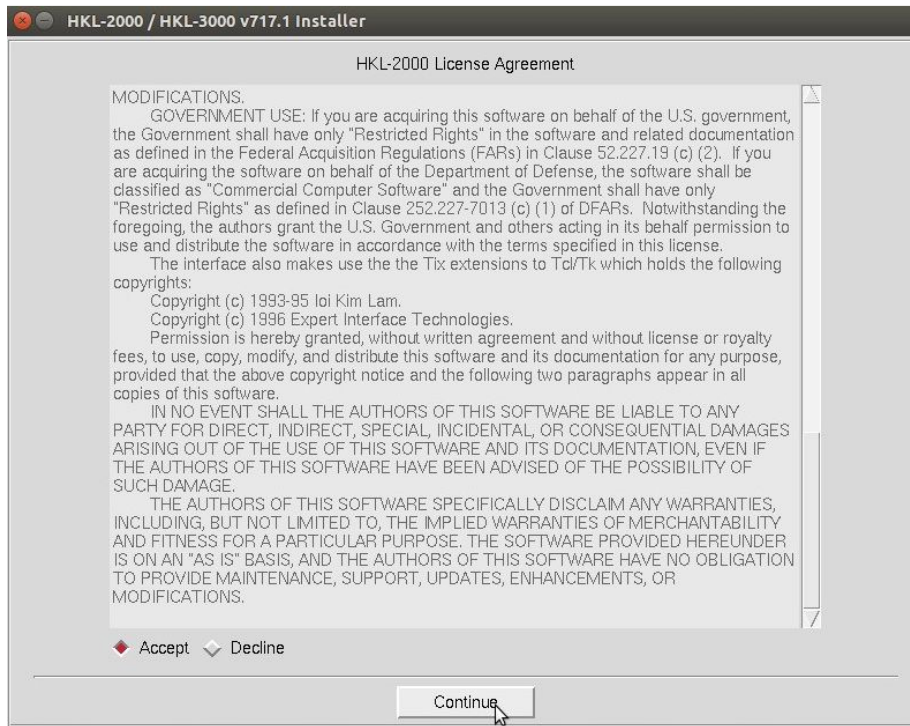 HKL-2000 / HKL-3000 v717.1 Installer
HKL-2000 License Agreement
MODIFICATIONS.
GOVERNMENT USE: If you are acquiring this software on behalf of the U.S. government,
the Government shall have only "Restricted Rights" in the software and related documentation
as defined in the Federal Acquisition Regulations (FARs) in Clause 52.227.19 (c) (2). If you
are acquiring the software on behalf of the Department of Defense, the software shall be
classified as "Commercial Computer Software" and the Government shall have only
"Restricted Rights" as defined in Clause 252.227-7013 (c) (1) of DFARs. Notwithstanding the
foregoing, the authors grant the U.S. Government and others acting in its behalf permission to
use and distribute the software in accordance with the terms specified in this license.
The interface also makes use the the Tix extensions to Tcl/Tk which holds the following
copyrights:
Copyright (c) 1993-95 Ioi Kim Lam.
Copyright (c) 1996 Expert Interface Technologies.
Permission is hereby granted, without written agreement and without license or royalty
fees, to use, copy, modify, and distribute this software and its documentation for any purpose,
provided that the above copyright notice and the following two paragraphs appear in all
copies of this software.
IN NO EVENT SHALL THE AUTHORS OF THIS SOFTWARE BE LIABLE TO ANY
PARTY FOR DIRECT, INDIRECT, SPECIAL, INCIDENTAL, OR CONSEQUENTIAL DAMAGES
ARISING OUT OF THE USE OF THIS SOFTWARE AND ITS DOCUMENTATION, EVEN IF
THE AUTHORS OF THIS SOFTWARE HAVE BEEN ADVISED OF THE POSSIBILITY OF
SUCH DAMAGE.
THE AUTHORS OF THIS SOFTWARE SPECIFICALLY DISCLAIM ANY WARRANTIES,
INCLUDING, BUT NOT LIMITED TO, THE IMPLIED WARRANTIES OF MERCHANTABILITY
AND FITNESS FOR A PARTICULAR PURPOSE. THE SOFTWARE PROVIDED HEREUNDER
IS ON AN "AS IS" BASIS, AND THE AUTHORS OF THIS SOFTWARE HAVE NO OBLIGATION
TO PROVIDE MAINTENANCE, SUPPORT, UPDATES, ENHANCEMENTS, OR
MODIFICATIONS.
Accept Decline
Continue